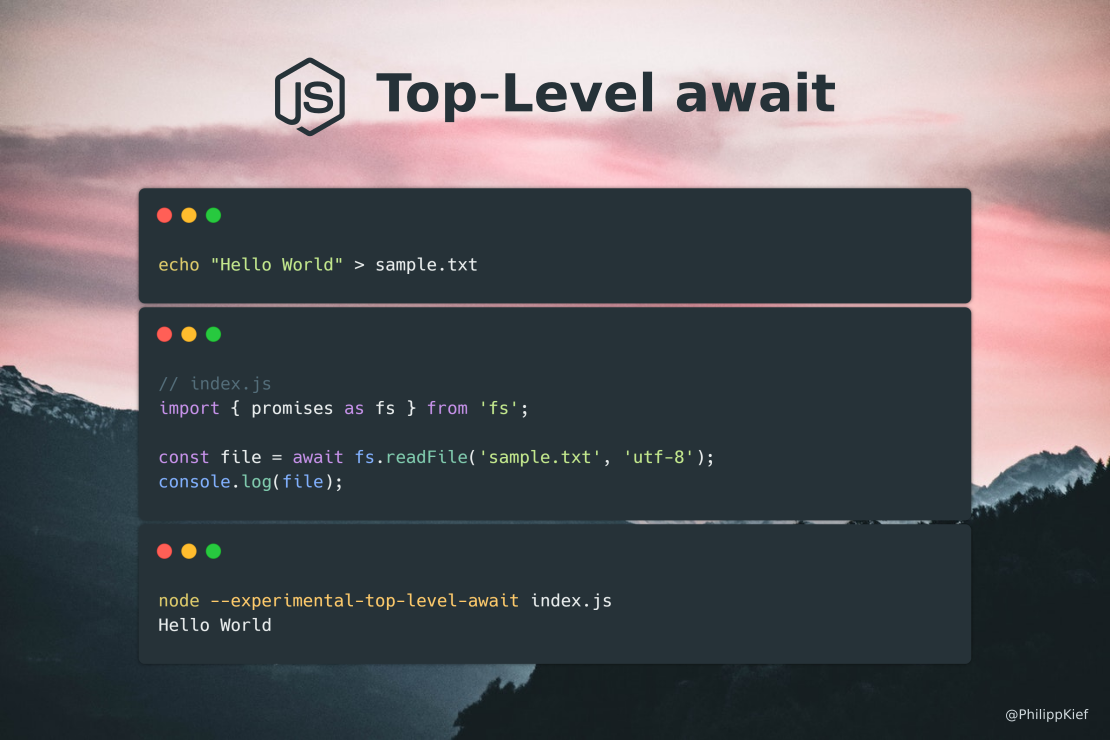 JS Top-Level await
echo "Hello World" > sample.txt
// index.js
import { promises as fs } from 'fs';
const file = await fs.readFile('sample.txt', 'utf-8');
console.log(file);
node --experimental-top-level-await index.js
Hello World
@PhilippKief